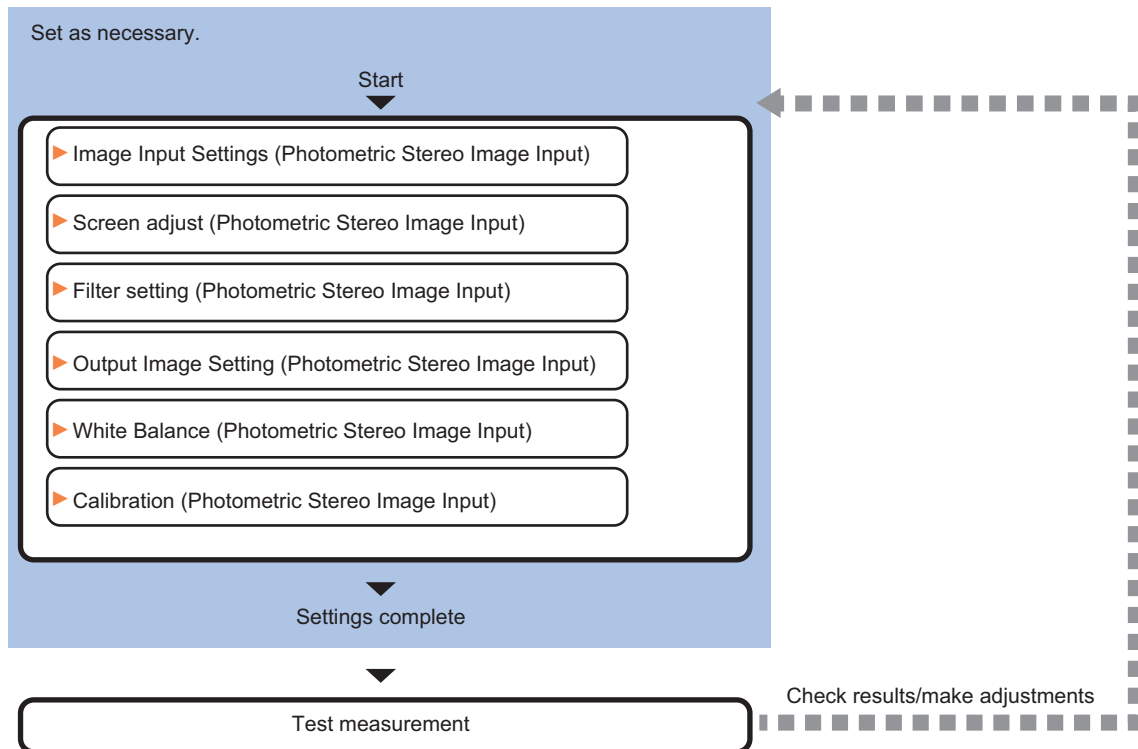 Set as necessary.
Start
Image Input Settings (Photometric Stereo Image Input)
Screen adjust (Photometric Stereo Image Input)
Filter setting (Photometric Stereo Image Input)
Output Image Setting (Photometric Stereo Image Input)
White Balance (Photometric Stereo Image Input)
Calibration (Photometric Stereo Image Input)
Settings complete
Test measurement
Check results/make adjustments